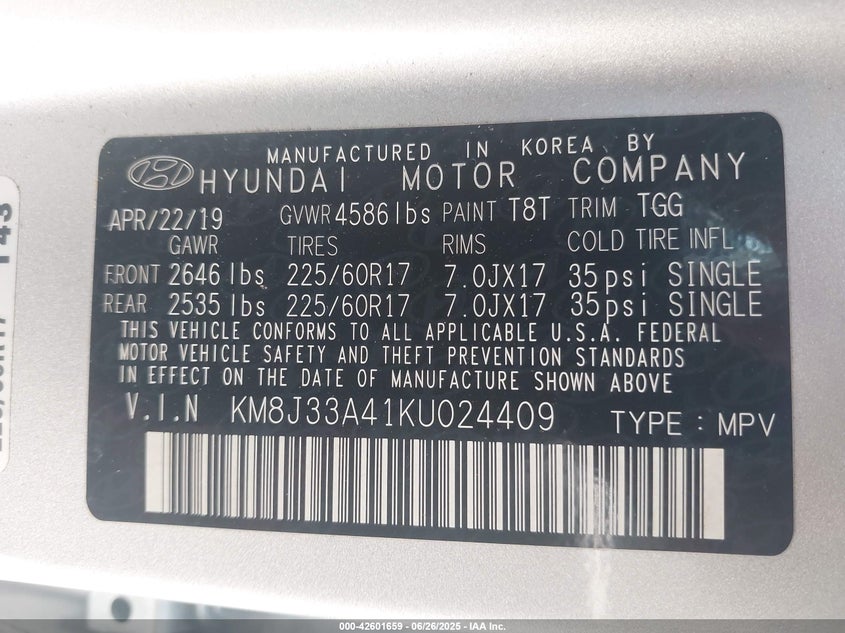 MANUFACTURED IN KOREA BY
HYUNDAI MOTOR COMPANY
APR/22/19 GVWR 4586 lbs PAINT T8T TRIM TGG
GAWR TIRES RIMS COLD TIRE INFL
FRONT 2646 lbs 225/60R17 7.0JX17 35psi SINGLE
REAR 2535 lbs 225/60R17 7.0JX17 35psi SINGLE
THIS VEHICLE CONFORMS TO ALL APPLICABLE U.S.A. FEDERAL
MOTOR VEHICLE SAFETY AND THEFT PREVENTION STANDARDS
IN EFFECT ON THE DATE OF MANUFACTURE SHOWN ABOVE
V.I.N KM8J33A41KU024409 TYPE : MPV
143
000-42601659 - 06/26/2025 - IAA Inc.